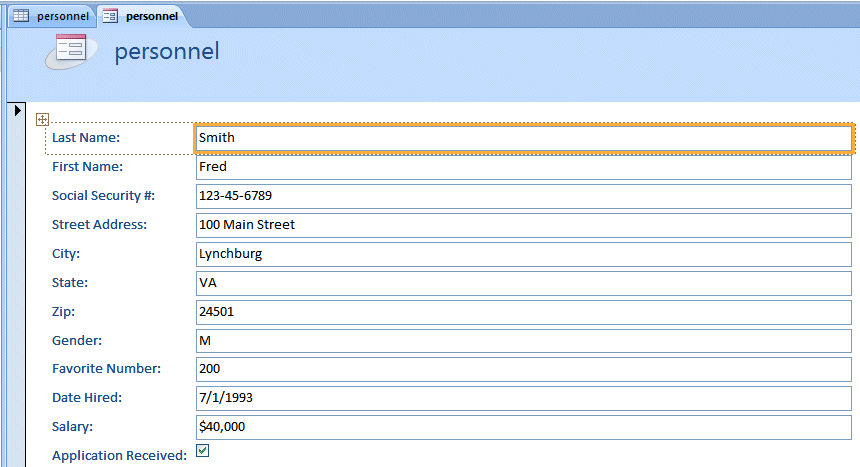 personnel personnel
personnel
Last Name: Smith
First Name: Fred
Social Security #: 123-45-6789
Street Address: 100 Main Street
City: Lynchburg
State: VA
Zip: 24501
Gender: M
Favorite Number: 200
Date Hired: 7/1/1993
Salary: $40,000
Application Received: